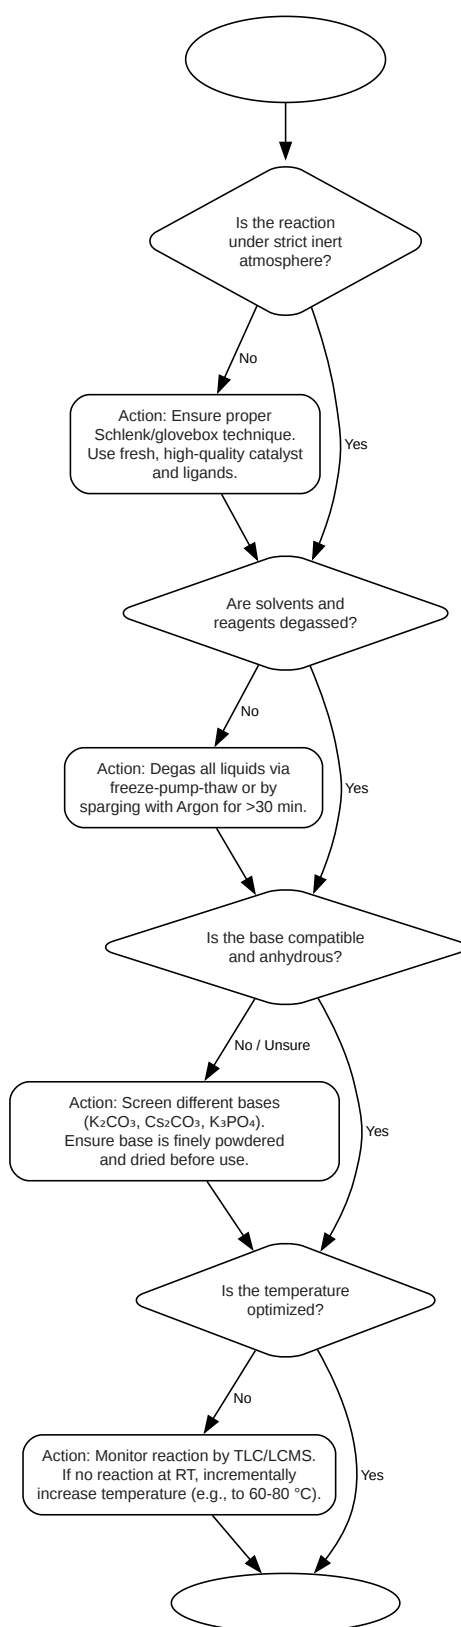 Is the reaction
under strict inert
atmosphere?
No
Action: Ensure proper
Schlenk/glovebox technique.
Use fresh, high-quality catalyst
and ligands.
Yes
Are solvents and
reagents degassed?
No
Action: Degas all liquids via
freeze-pump-thaw or by
sparging with Argon for >30 min.
Yes
Is the base compatible
and anhydrous?
No / Unsure
Action: Screen different bases
(K₂CO₃, Cs₂CO₃, K₃PO₄).
Ensure base is finely powdered
and dried before use.
Yes
Is the temperature
optimized?
No
Action: Monitor reaction by TLC/LCMS.
If no reaction at RT, incrementally
increase temperature (e.g., to 60-80 °C).
Yes